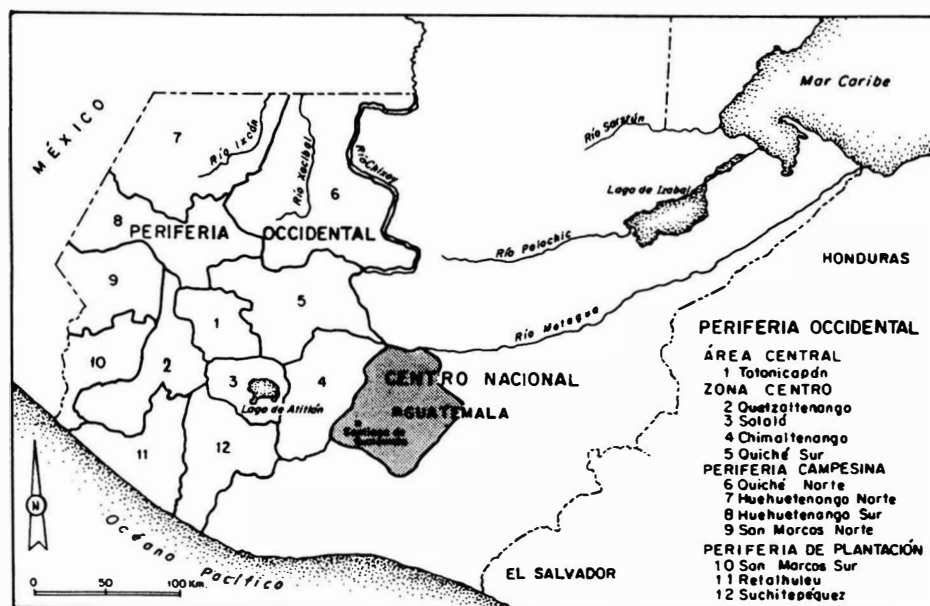 MÉXICO
Mar Caribe
7
Río Ixcán
Río Xacbal
Río Chixoy
6
Río Sarstún
Lago de Izabal
8
PERIFERIA OCCIDENTAL
Río Polochic
HONDURAS
9
5
1
Río Motagua
10
2
3
Lago de Atitlán
4
CENTRO NACIONAL
GUATEMALA
Santiago de
Guatemala
11
12
N
Océano Pacífico
0 50 100 Km.
EL SALVADOR
PERIFERIA OCCIDENTAL
ÁREA CENTRAL
1 Totonicapán
ZONA CENTRO
2 Quetzaltenango
3 Sololá
4 Chimaltenango
5 Quiché Sur
PERIFERIA CAMPESINA
6 Quiché Norte
7 Huehuetenango Norte
8 Huehuetenango Sur
9 San Marcos Norte
PERIFERIA DE PLANTACIÓN
10 San Marcos Sur
11 Retalhuleu
12 Suchitepéquez